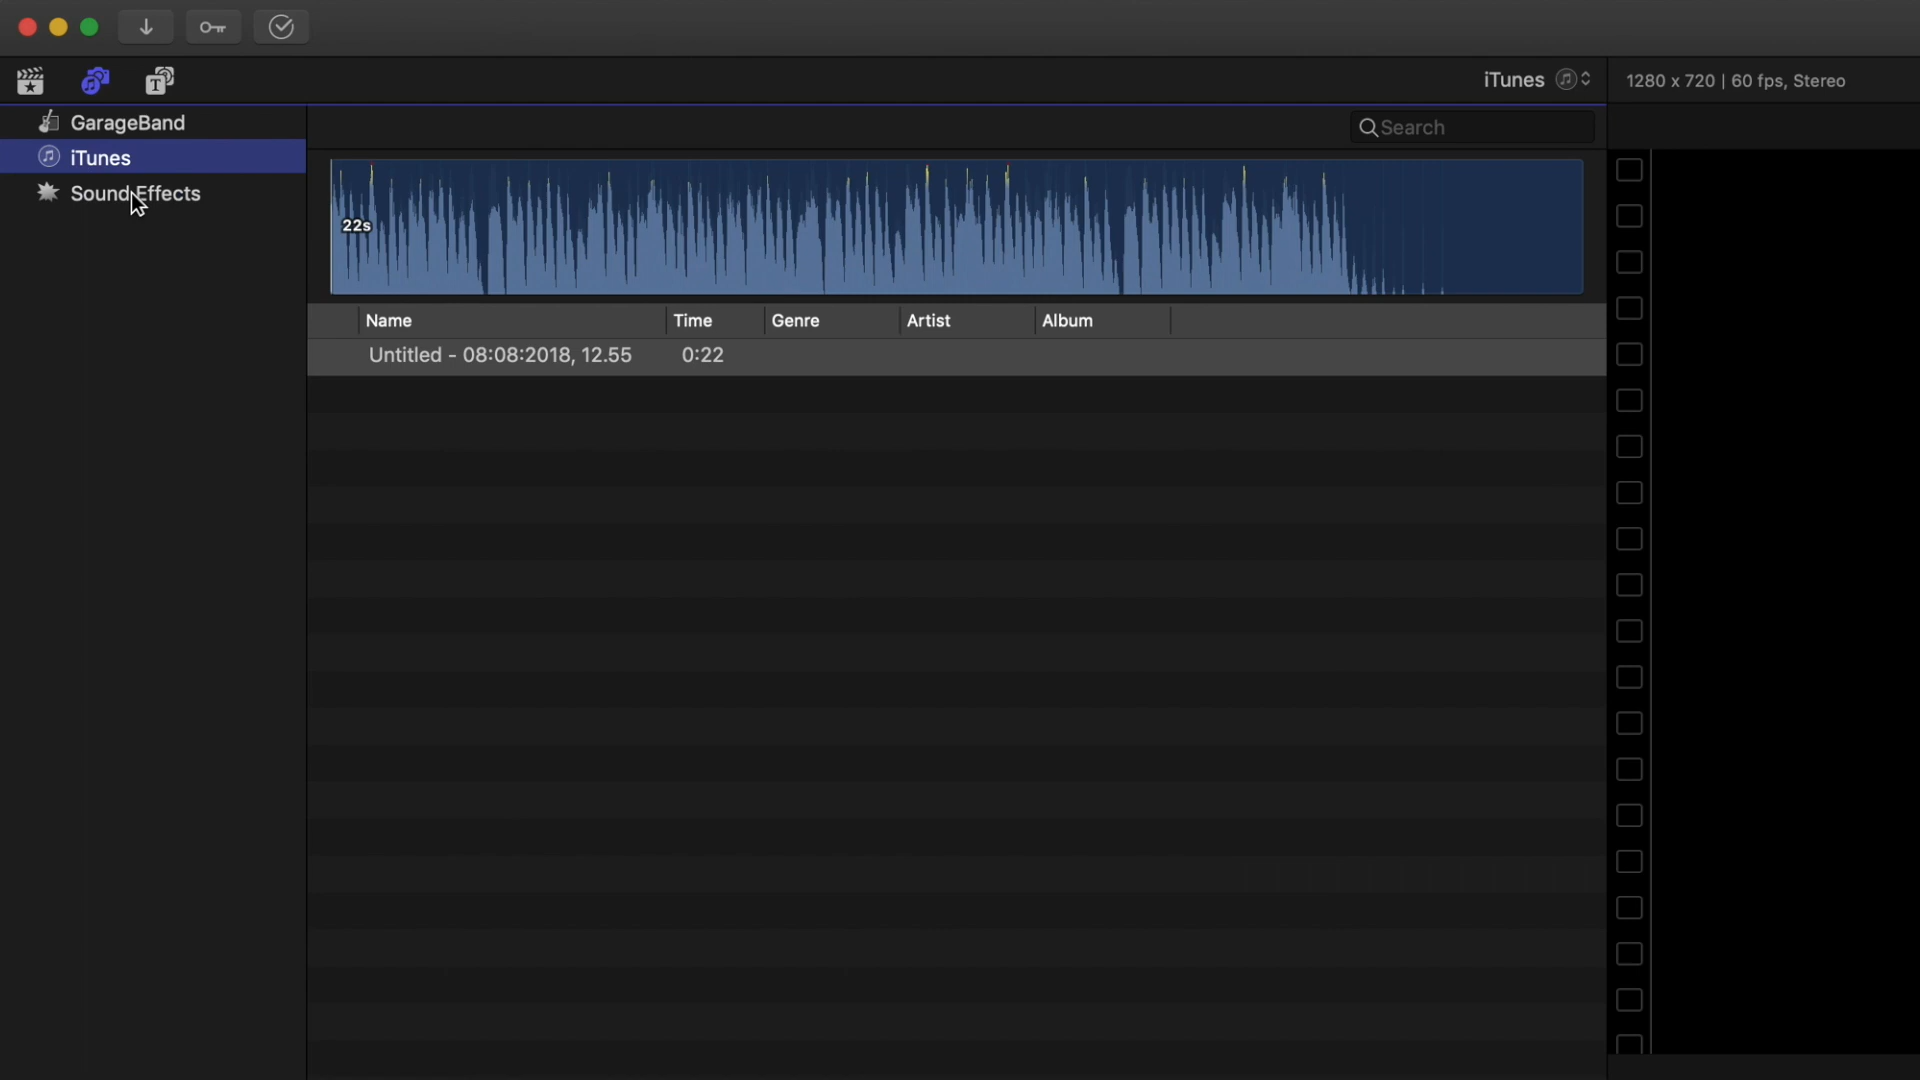 iTunes
1280 x 720 | 60 fps, Stereo
GarageBand
iTunes
Sound Effects
Search
22s
Name Time Genre Artist Album
Untitled - 08:08:2018, 12.55 0:22